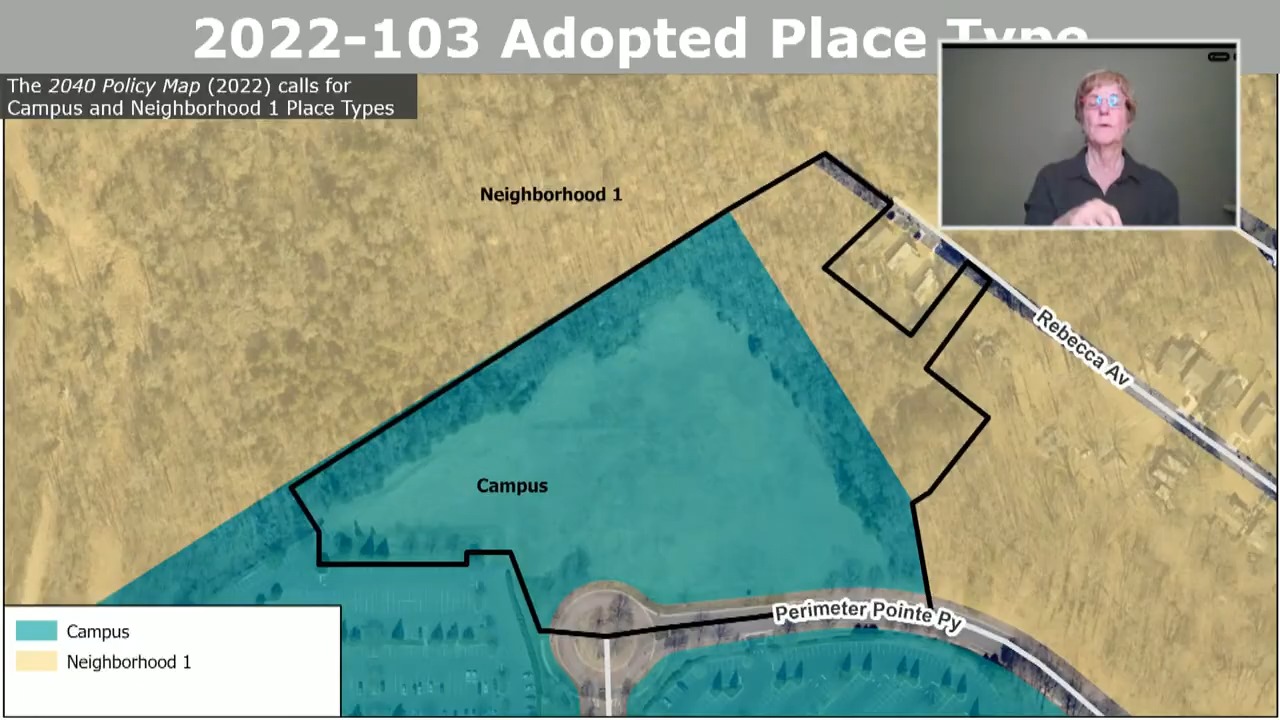 2022-103 Adopted Place Type
The 2040 Policy Map (2022) calls for
Campus and Neighborhood 1 Place Types
Neighborhood 1
Rebecca Av
Campus
Perimeter Pointe Py
Campus
Neighborhood 1